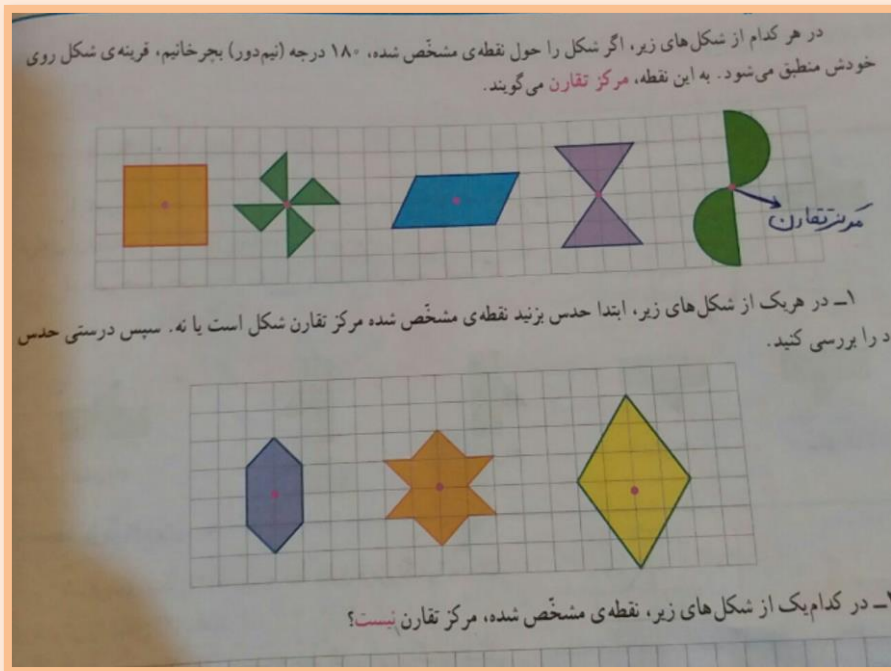 در هر کدام از شکل‌های زیر، اگر شکل را حول نقطه‌ی مشخّص شده، ۱۸۰ درجه (نیم‌دور) بچرخانیم، قرینه‌ی شکل روی
خودش منطبق می‌شود. به این نقطه، مرکز تقارن می‌گویند.
مرکز تقارن
۱ــ در هریک از شکل‌های زیر، ابتدا حدس بزنید نقطه‌ی مشخّص شده مرکز تقارن شکل است یا نه. سپس درستی حدس
د را بررسی کنید.
ــ در کدام‌یک از شکل‌های زیر، نقطه‌ی مشخّص شده، مرکز تقارن نیست؟